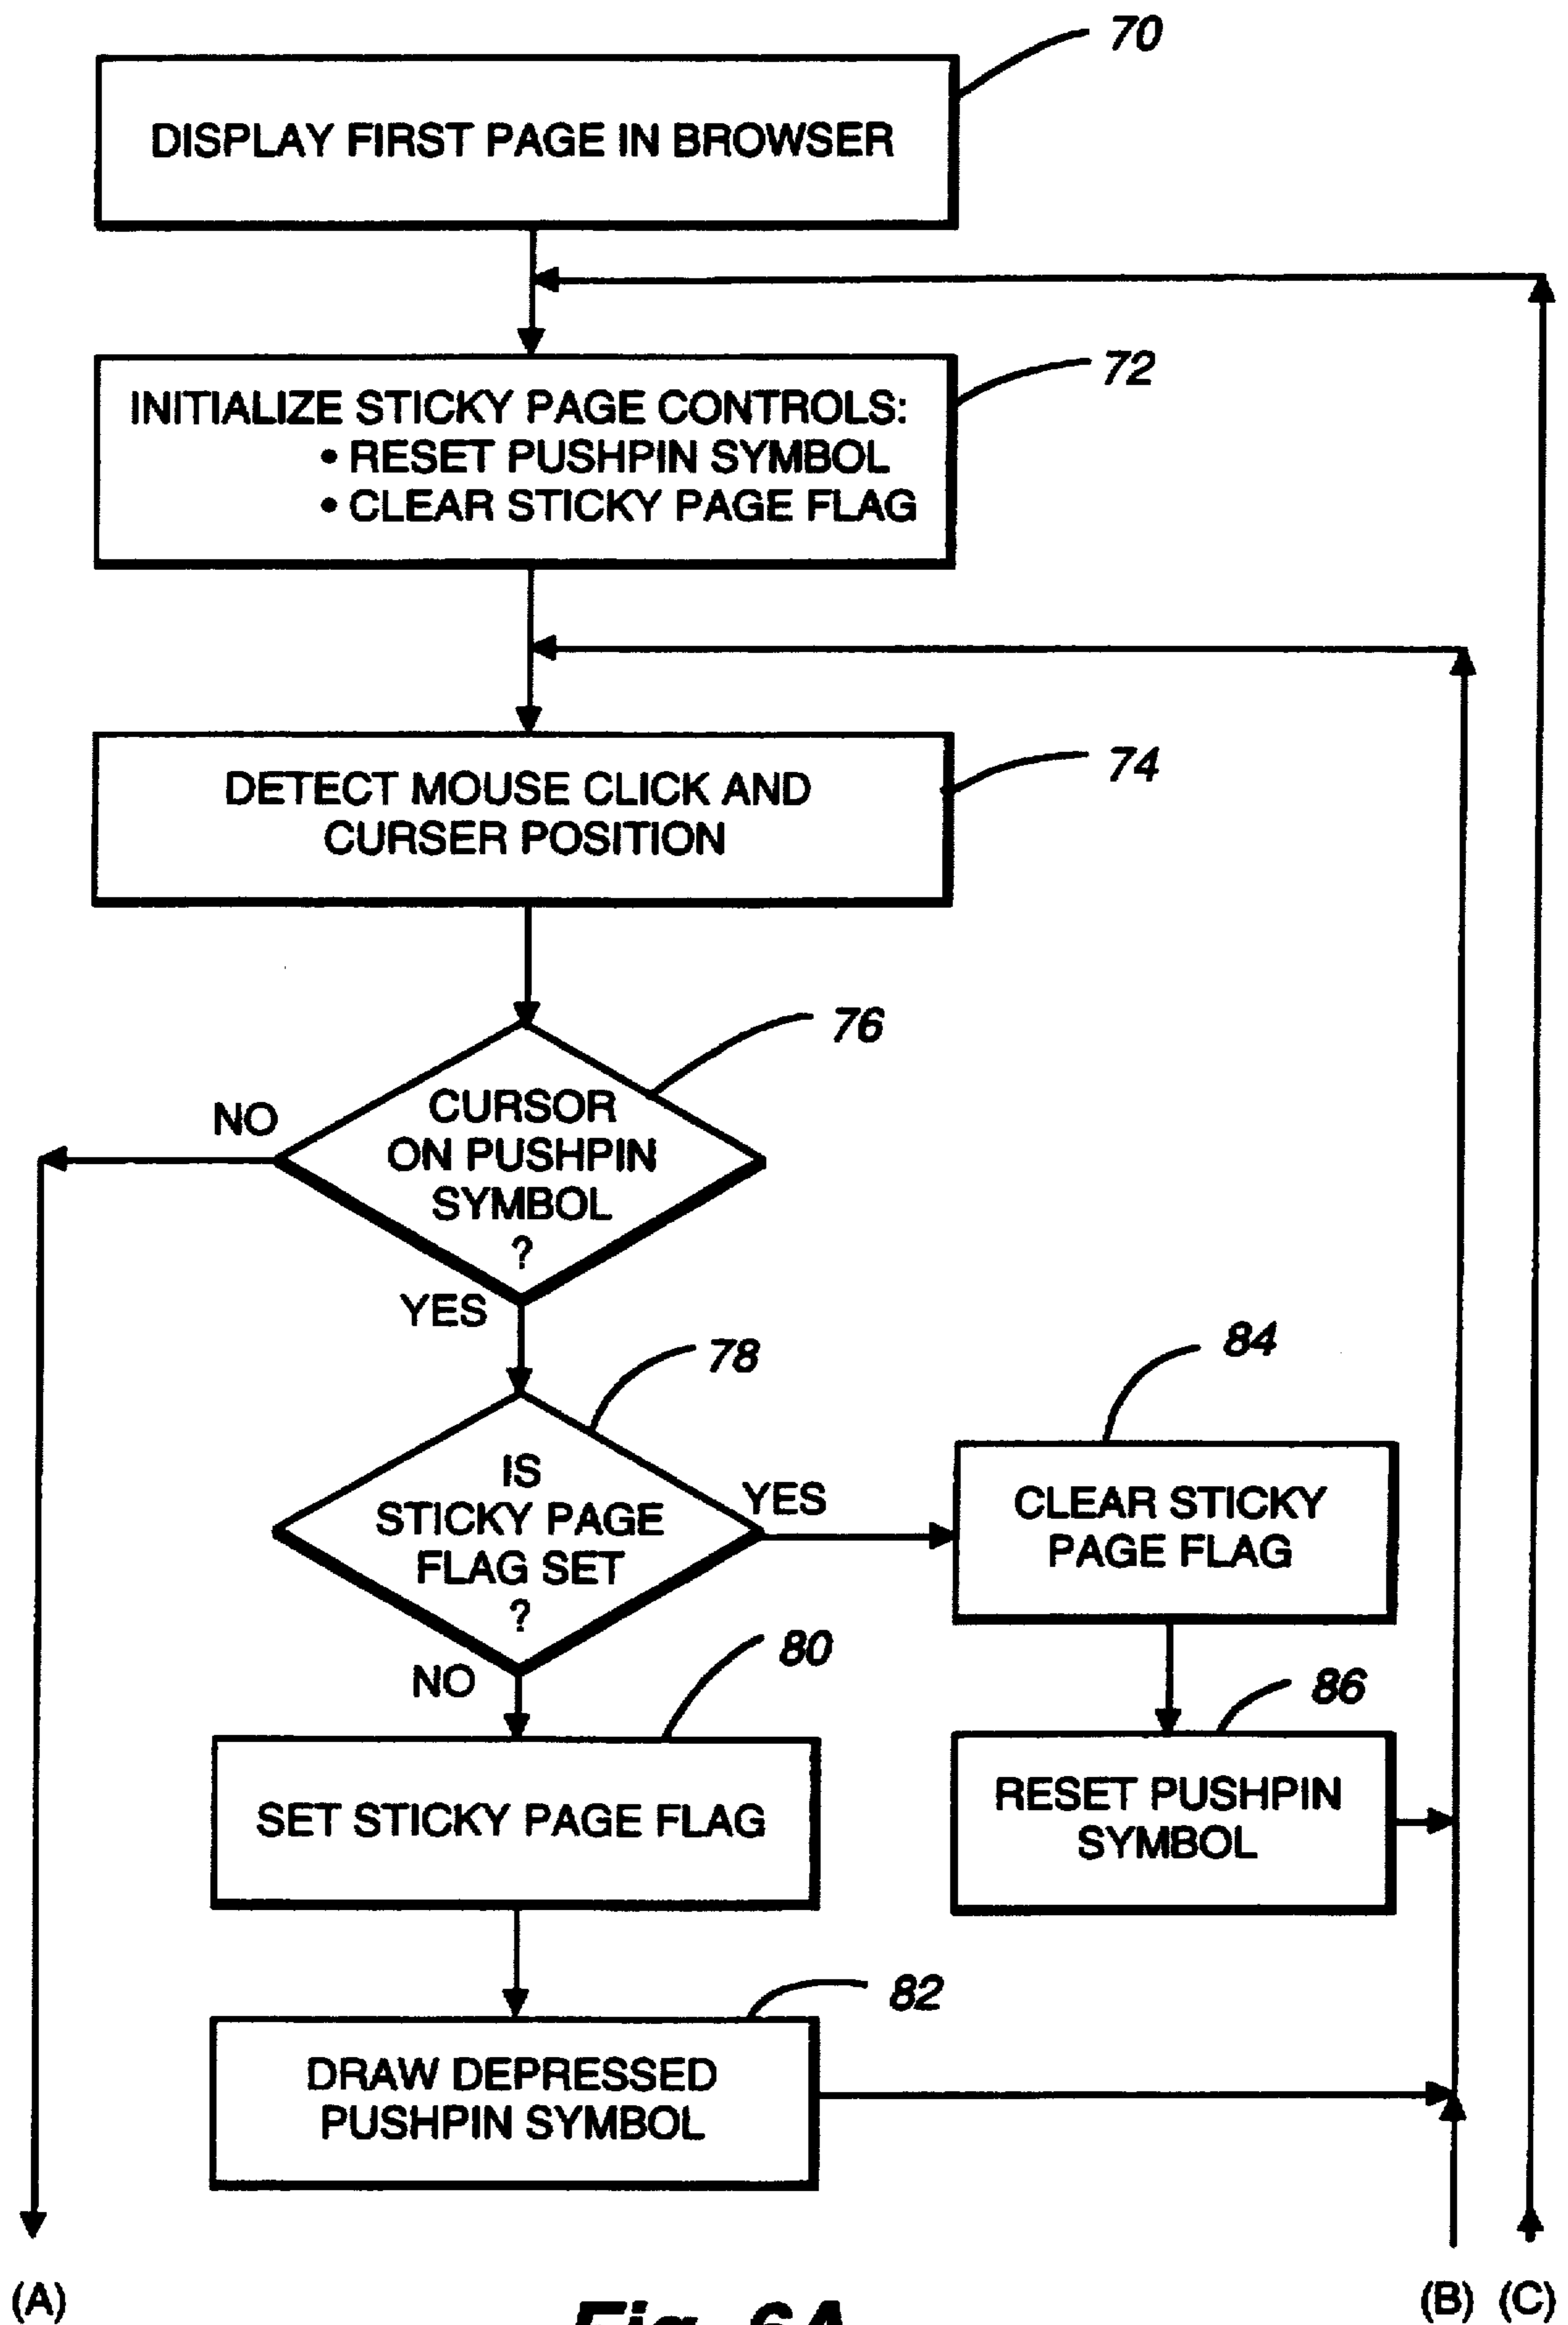 70
DISPLAY FIRST PAGE IN BROWSER
72
INITIALIZE STICKY PAGE CONTROLS:
• RESET PUSHPIN SYMBOL
• CLEAR STICKY PAGE FLAG
74
DETECT MOUSE CLICK AND
CURSER POSITION
76
NO
CURSOR
ON PUSHPIN
SYMBOL
?
YES
78
84
IS
STICKY PAGE
FLAG SET
?
YES
CLEAR STICKY
PAGE FLAG
NO
80
86
SET STICKY PAGE FLAG
RESET PUSHPIN
SYMBOL
82
DRAW DEPRESSED
PUSHPIN SYMBOL
(A)
(B)
(C)
Fig. 6A